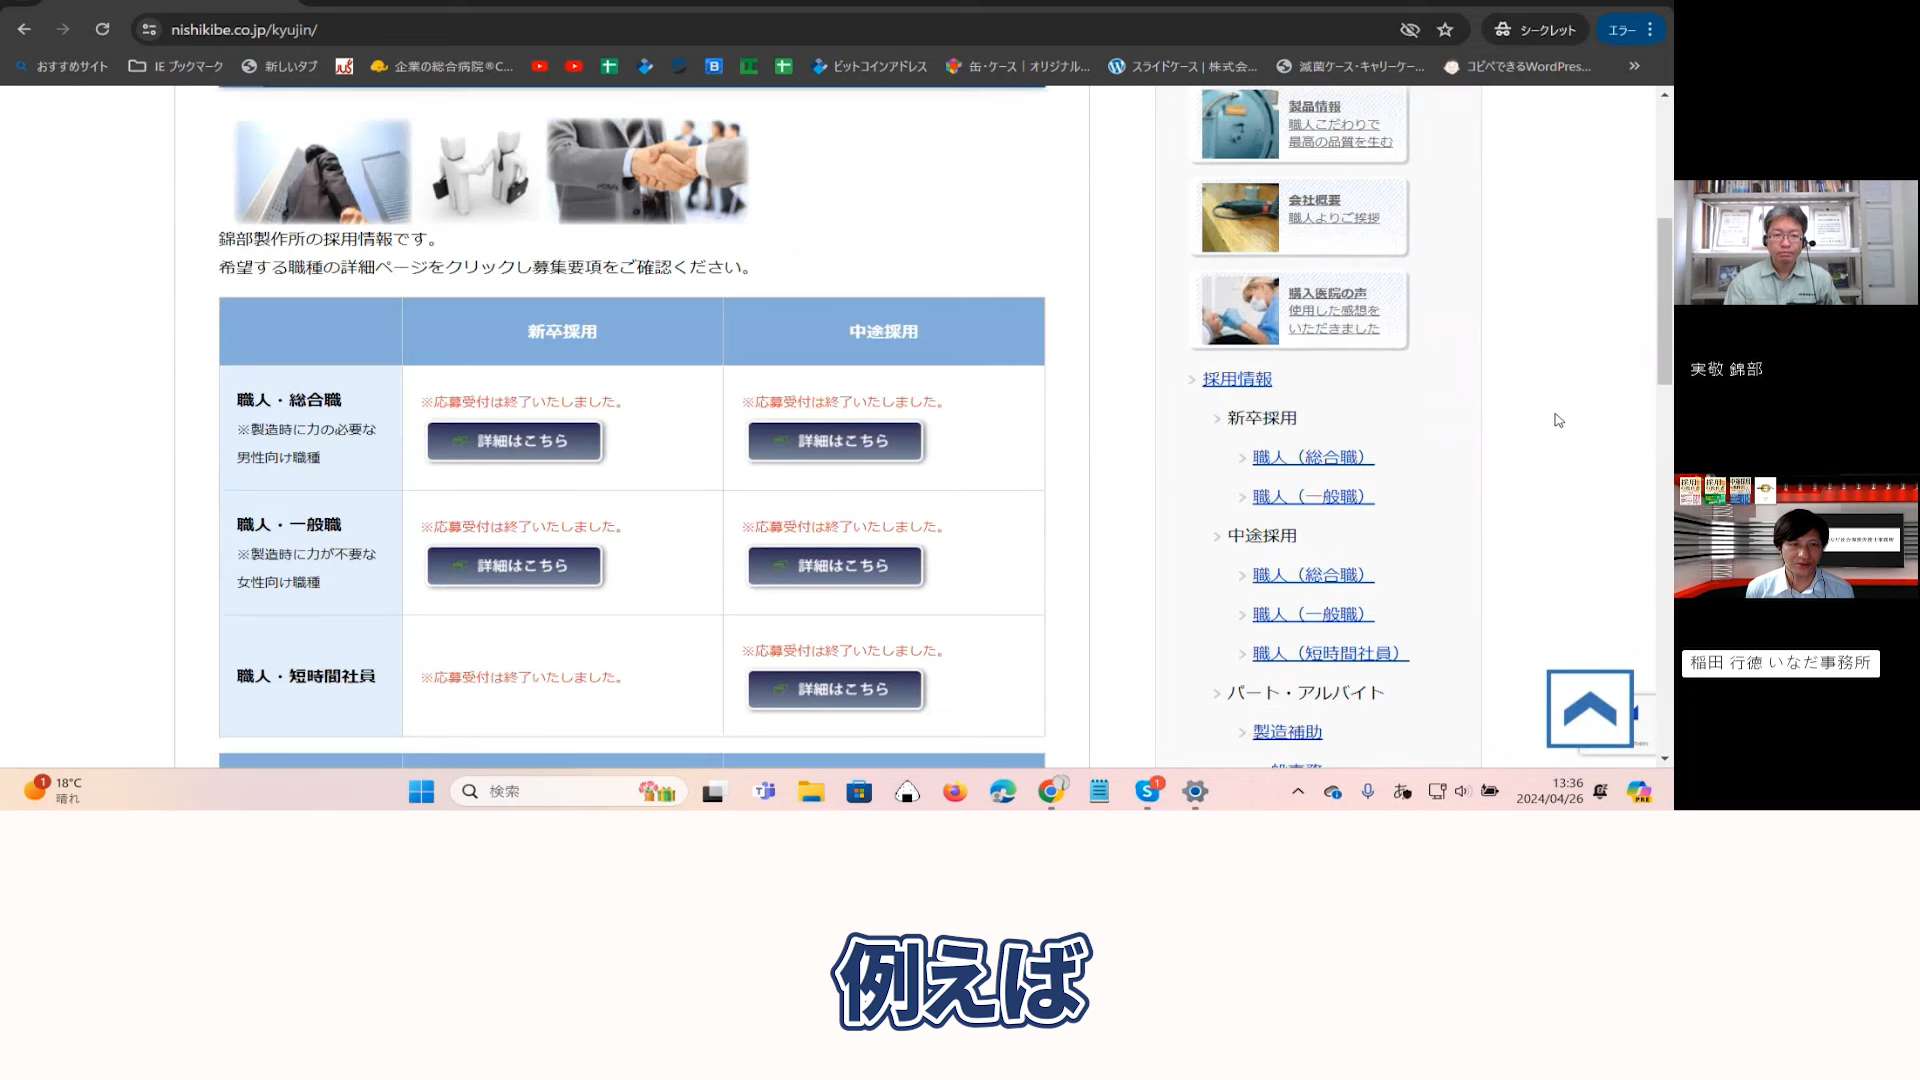 nishikibe.co.jp/kyujin/
シークレット
エラー
おすすめサイト
IE ブックマーク
新しいタブ
企業の総合病院®C...
ビットコインアドレス
缶・ケース | オリジナル...
スライドケース | 株式会...
滅菌ケース・キャリーケー...
コピペできるWordPres...
錦部製作所の採用情報です。
希望する職種の詳細ページをクリックし募集要項をご確認ください。
新卒採用
中途採用
職人・総合職
※製造時に力の必要な
男性向け職種
※応募受付は終了いたしました。
詳細はこちら
※応募受付は終了いたしました。
詳細はこちら
職人・一般職
※製造時に力が不要な
女性向け職種
※応募受付は終了いたしました。
詳細はこちら
※応募受付は終了いたしました。
詳細はこちら
職人・短時間社員
※応募受付は終了いたしました。
※応募受付は終了いたしました。
詳細はこちら
製品情報
職人こだわりで
最高の品質を生む
会社概要
職人よりご挨拶
購入医院の声
使用した感想を
いただきました
採用情報
新卒採用
職人（総合職）
職人（一般職）
中途採用
職人（総合職）
職人（一般職）
職人（短時間社員）
パート・アルバイト
製造補助
実敬 錦部
稲田 行徳 いなだ事務所
1
18°C
晴れ
検索
1
あ
13:36
2024/04/26
PRE
例えば